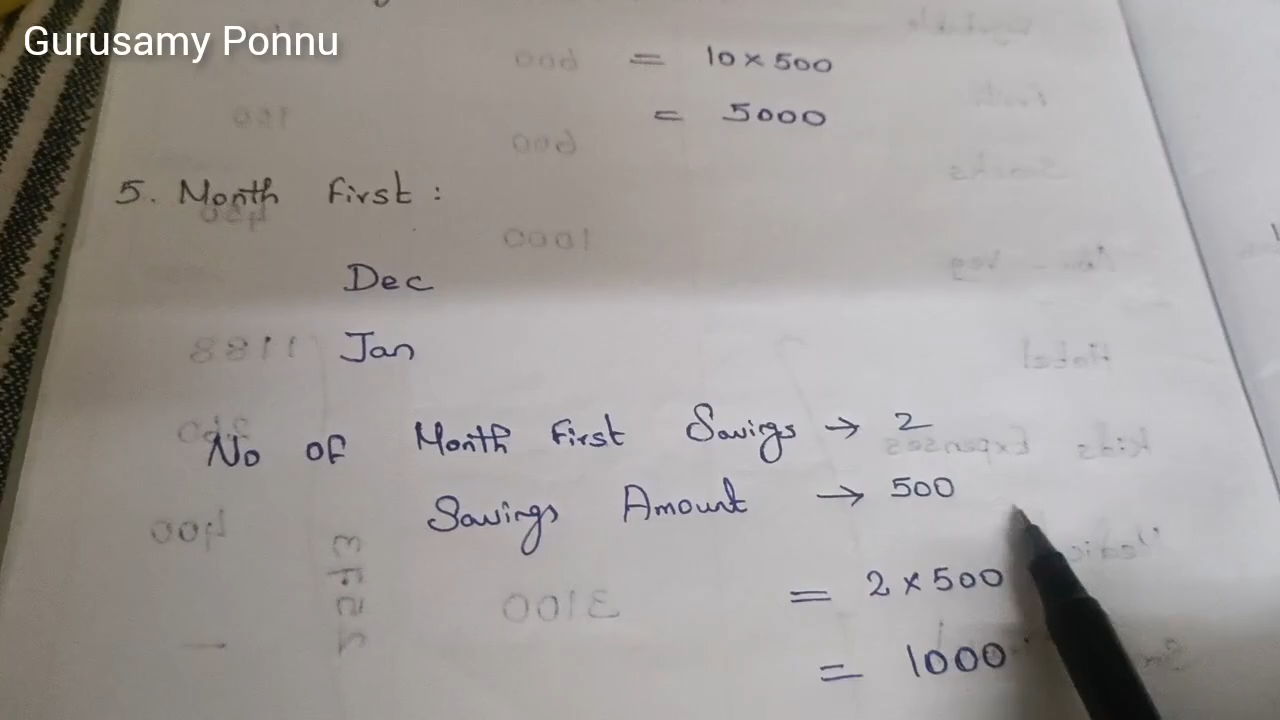 Gurusamy Ponnu
= 10 × 500
= 5000
5. Month First :
Dec
Jan
No of Month First Savings → 2
Savings Amount → 500
= 2 × 500
= 1000